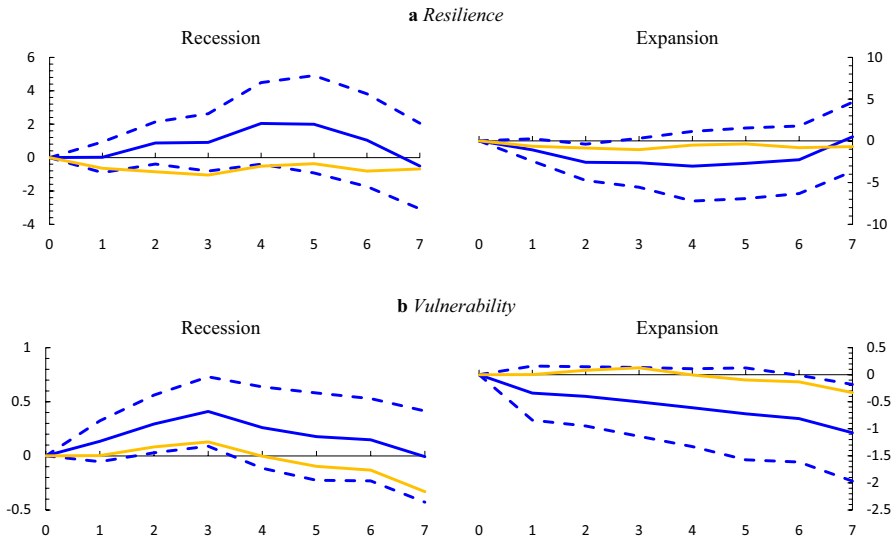 a Resilience
Recession
Expansion
6
4
2
0
-2
-4
0 1 2 3 4 5 6 7
10
5
0
-5
-10
0 1 2 3 4 5 6 7
b Vulnerability
Recession
Expansion
1
0.5
0
-0.5
0 1 2 3 4 5 6 7
0.5
0
-0.5
-1
-1.5
-2
-2.5
0 1 2 3 4 5 6 7